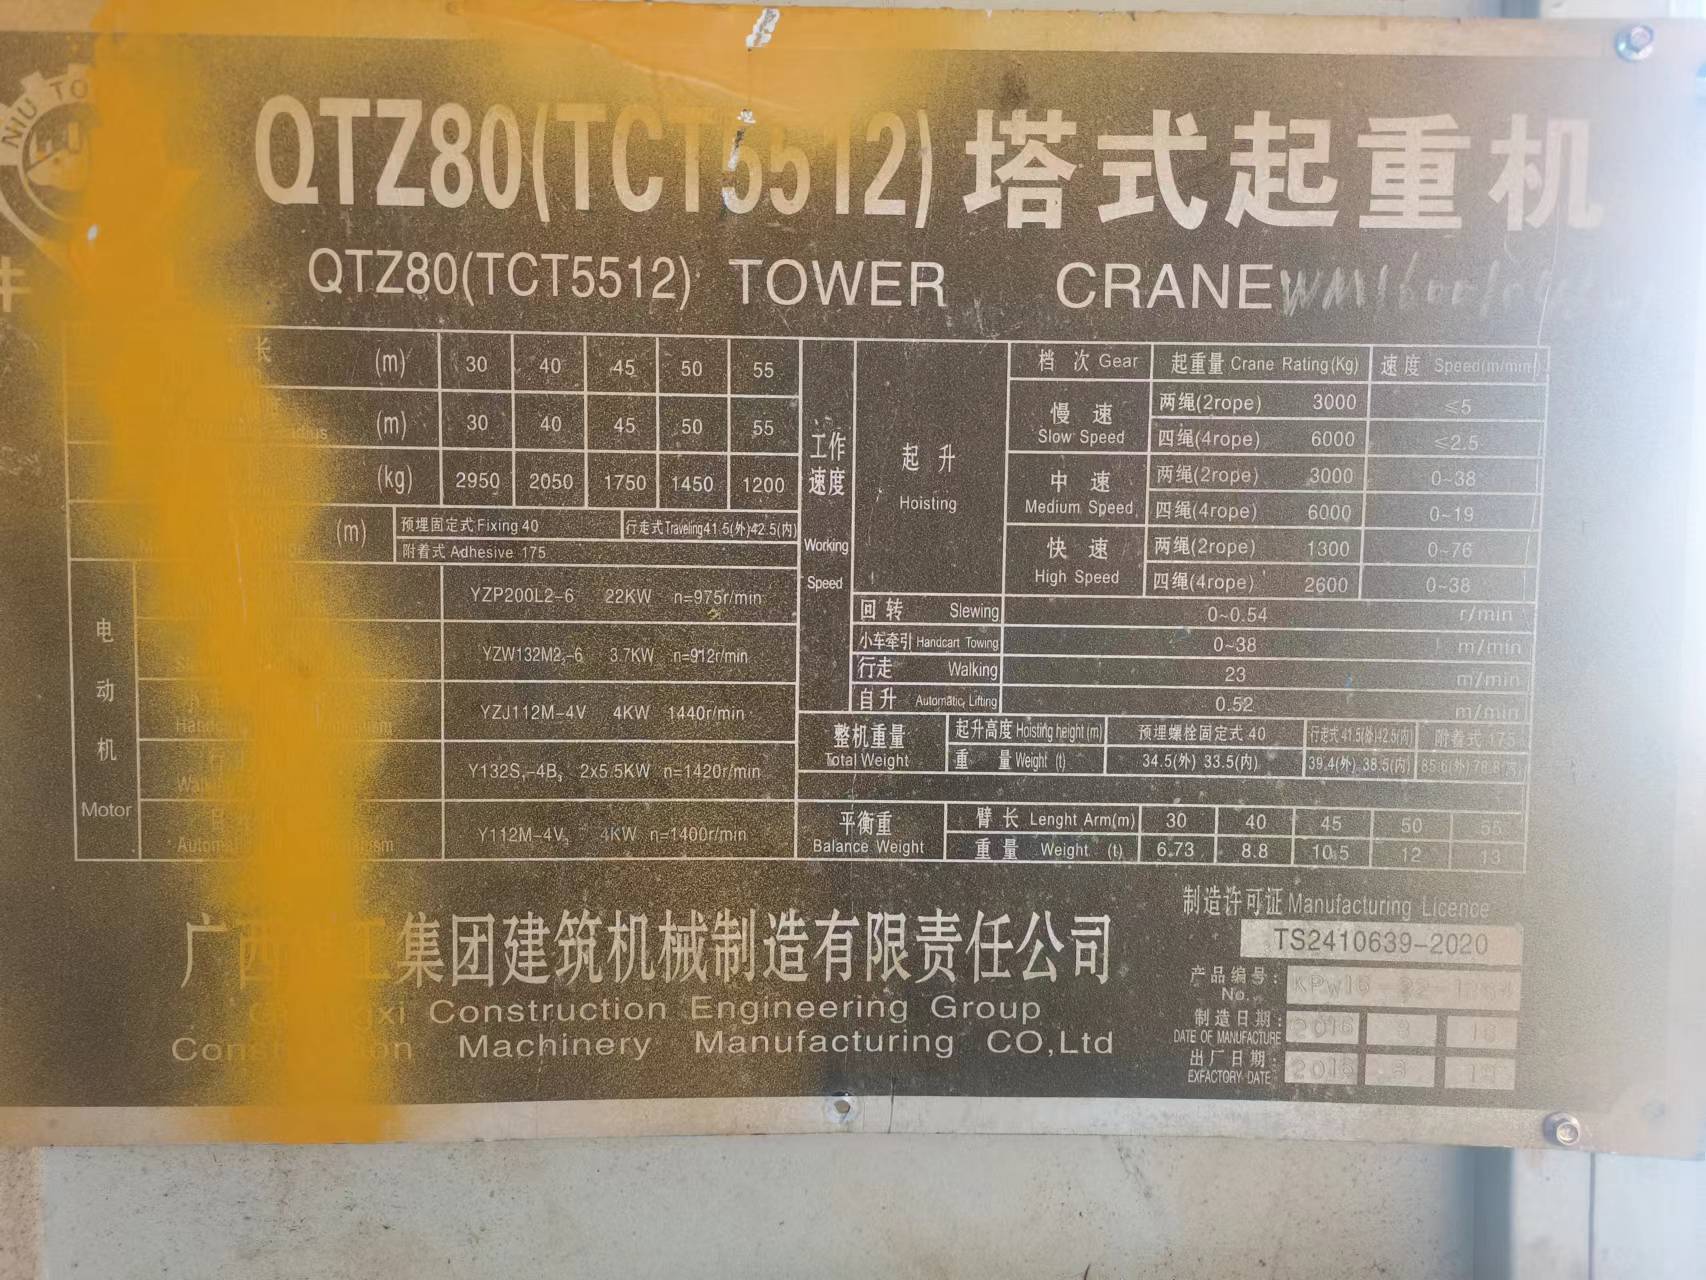 NIU TO
QTZ80(TCT5512) 塔式起重机
牛
QTZ80(TCT5512) TOWER CRANE
长 (m) 30 40 45 50 55
(m) 30 40 45 50 55
(kg) 2950 2050 1750 1450 1200
(m) 预埋固定式 Fixing 40 行走式 Traveling 41.5(外)42.5(内)
附着式 Adhesive 175
电动机 Motor
YZP200L2-6 22KW n=975r/min
YZW132M2-6 3.7KW n=912r/min
YZJ112M-4V 4KW 1440r/min
Y132S-4B 2x5.5KW n=1420r/min
Y112M-4V 4KW n=1400r/min
工作速度 Working Speed
起升 Hoisting
档次 Gear 起重量 Crane Rating(Kg) 速度 Speed(m/min)
慢速 Slow Speed 两绳(2rope) 3000 ≤5
四绳(4rope) 6000 ≤2.5
中速 Medium Speed 两绳(2rope) 3000 0~38
四绳(4rope) 6000 0~19
快速 High Speed 两绳(2rope) 1300 0~76
四绳(4rope) 2600 0~38
回转 Slewing 0~0.54 r/min
小车牵引 Handcart Towing 0~38 m/min
行走 Walking 23 m/min
自升 Automatic Lifting 0.52 m/min
整机重量 Total Weight
起升高度 Hoisting height(m) 预埋螺栓固定式 40 行走式 41.5(外)42.5(内) 附着式 175
重量 Weight (t) 34.5(外) 33.5(内) 39.4(外) 38.5(内) 85.6(外) 78.8(内)
平衡重 Balance Weight
臂长 Lenght Arm(m) 30 40 45 50 55
重量 Weight (t) 6.73 8.8 10.5 12 13
广西 工集团建筑机械制造有限责任公司
Construction Engineering Group
Machinery Manufacturing CO,Ltd
制造许可证 Manufacturing Licence
TS2410639-2020
产品编号: No.
制造日期: DATE OF MANUFACTURE 2016 9
出厂日期: EXFACTORY DATE 2016 9